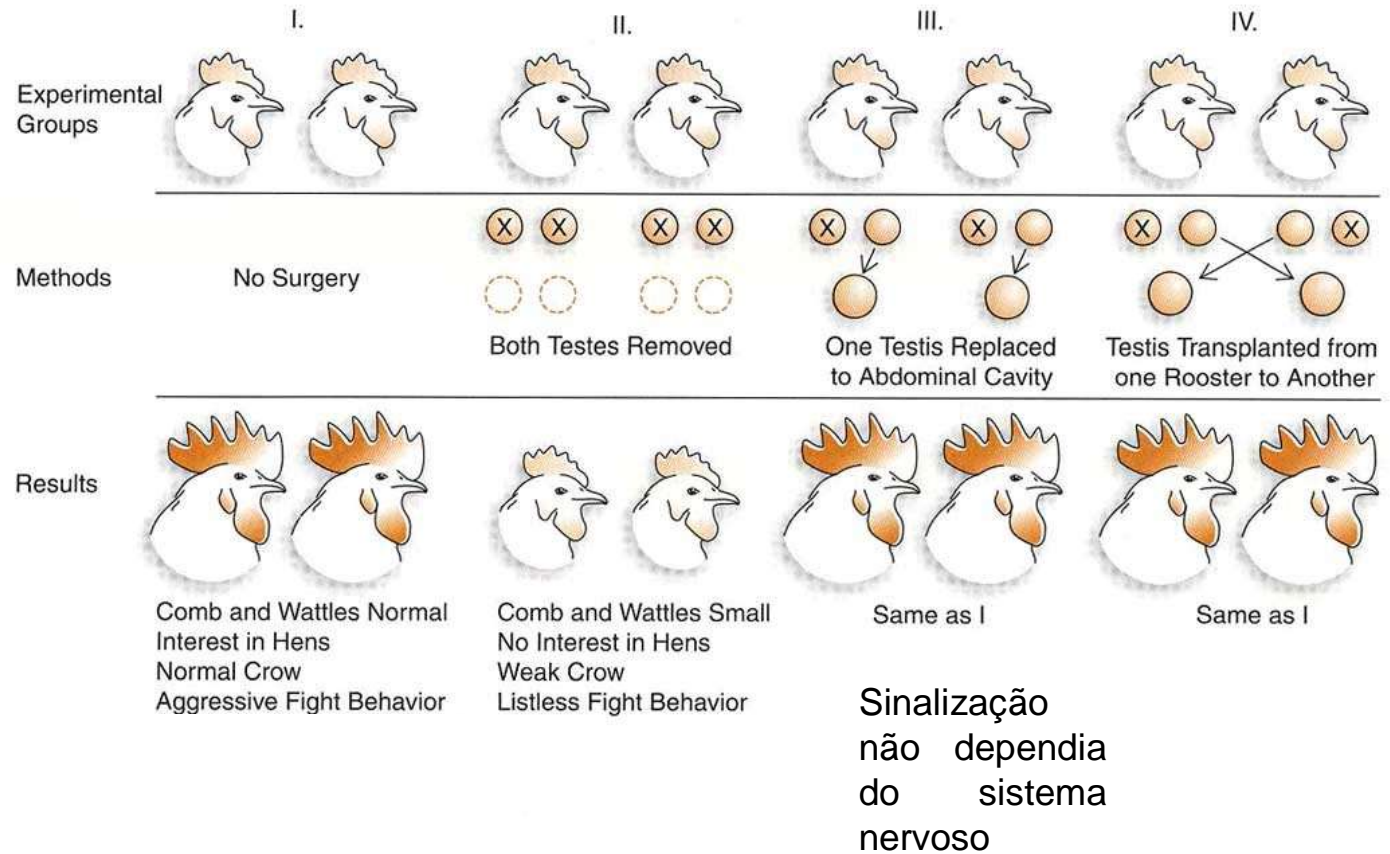 I.
II.
III.
IV.
Experimental
Groups
Methods
No Surgery
X X X X
X X
X X
Both Testes Removed
One Testis Replaced
to Abdominal Cavity
Testis Transplanted from
one Rooster to Another
Results
Comb and Wattles Normal
Interest in Hens
Normal Crow
Aggressive Fight Behavior
Comb and Wattles Small
No Interest in Hens
Weak Crow
Listless Fight Behavior
Same as I
Same as I
Sinalização
não dependia
do sistema
nervoso